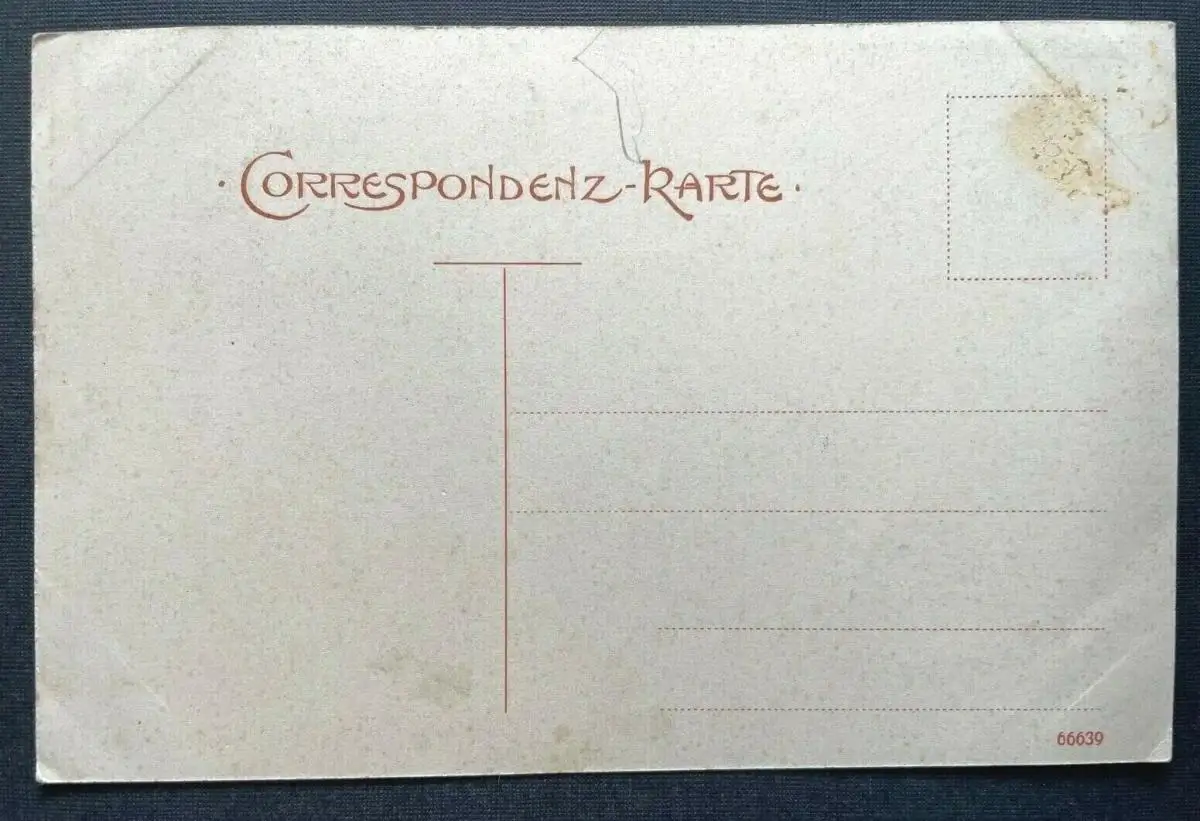 · CORRESPONDENZ-KARTE ·
66639